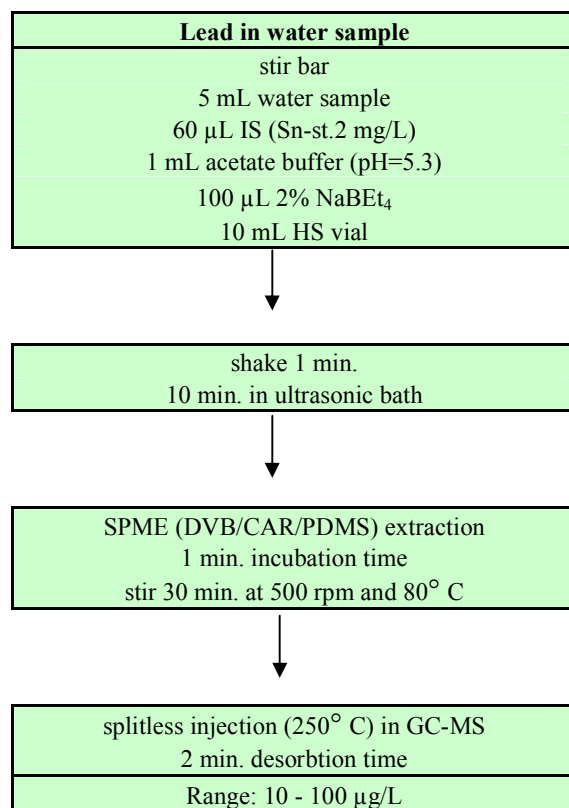 Lead in water sample
stir bar
5 mL water sample
60 µL IS (Sn-st.2 mg/L)
1 mL acetate buffer (pH=5.3)
100 µL 2% NaBEt₄
10 mL HS vial
shake 1 min.
10 min. in ultrasonic bath
SPME (DVB/CAR/PDMS) extraction
1 min. incubation time
stir 30 min. at 500 rpm and 80° C
splitless injection (250° C) in GC-MS
2 min. desorbtion time
Range: 10 - 100 µg/L